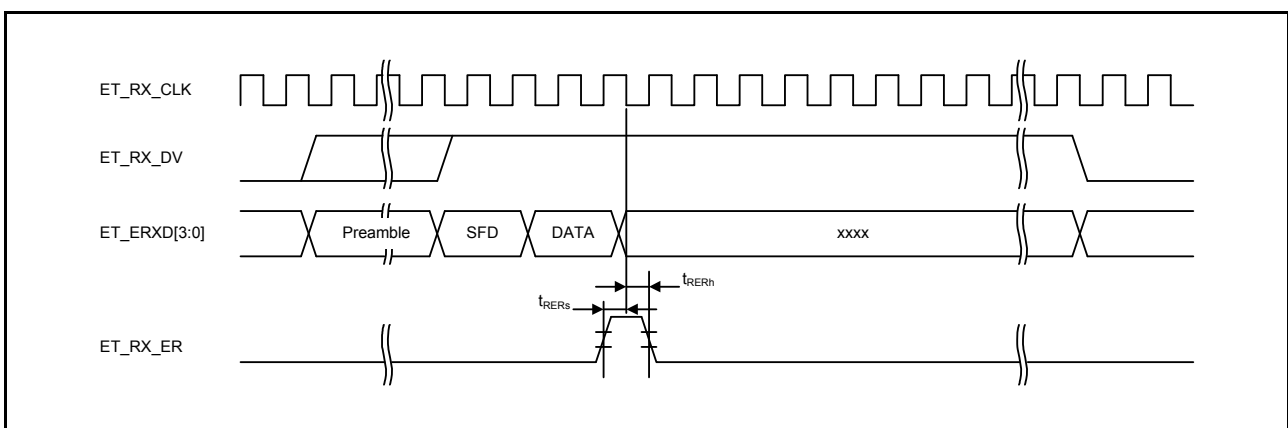 ET_RX_CLK
ET_RX_DV
ET_ERXD[3:0]
Preamble
SFD
DATA
xxxx
tRERh
tRERs
ET_RX_ER